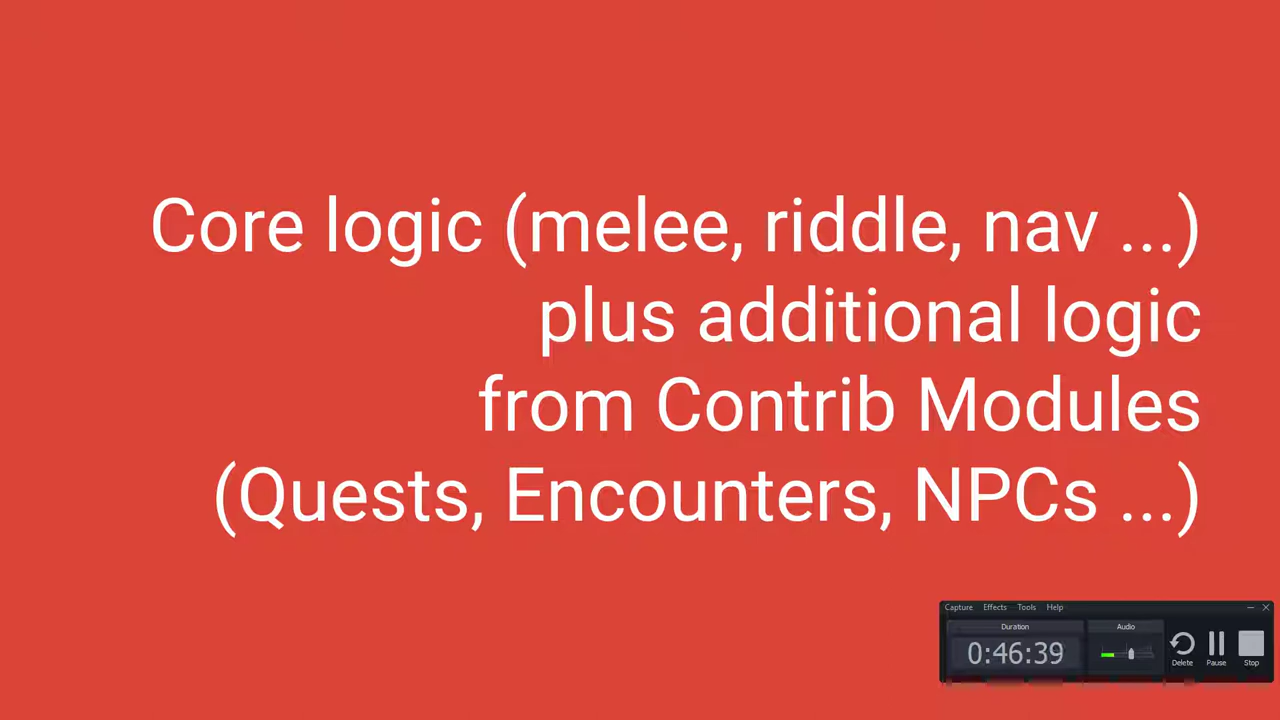 Core logic (melee, riddle, nav ...)
plus additional logic
from Contrib Modules
(Quests, Encounters, NPCs ...)
Capture Effects Tools Help
Duration Audio
0:46:39
Delete Pause Stop